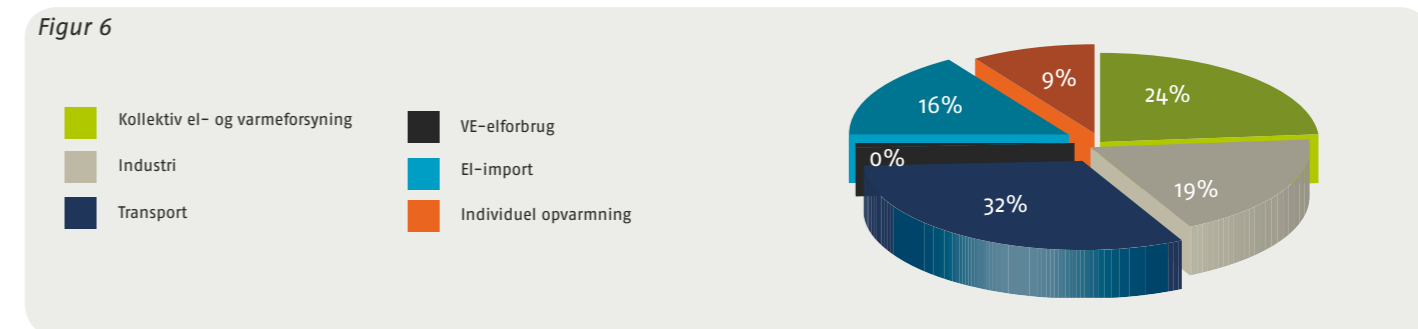 Figur 6
Kollektiv el- og varmeforsyning
Industri
Transport
VE-elforbrug
El-import
Individuel opvarmning
9%
24%
16%
0%
19%
32%